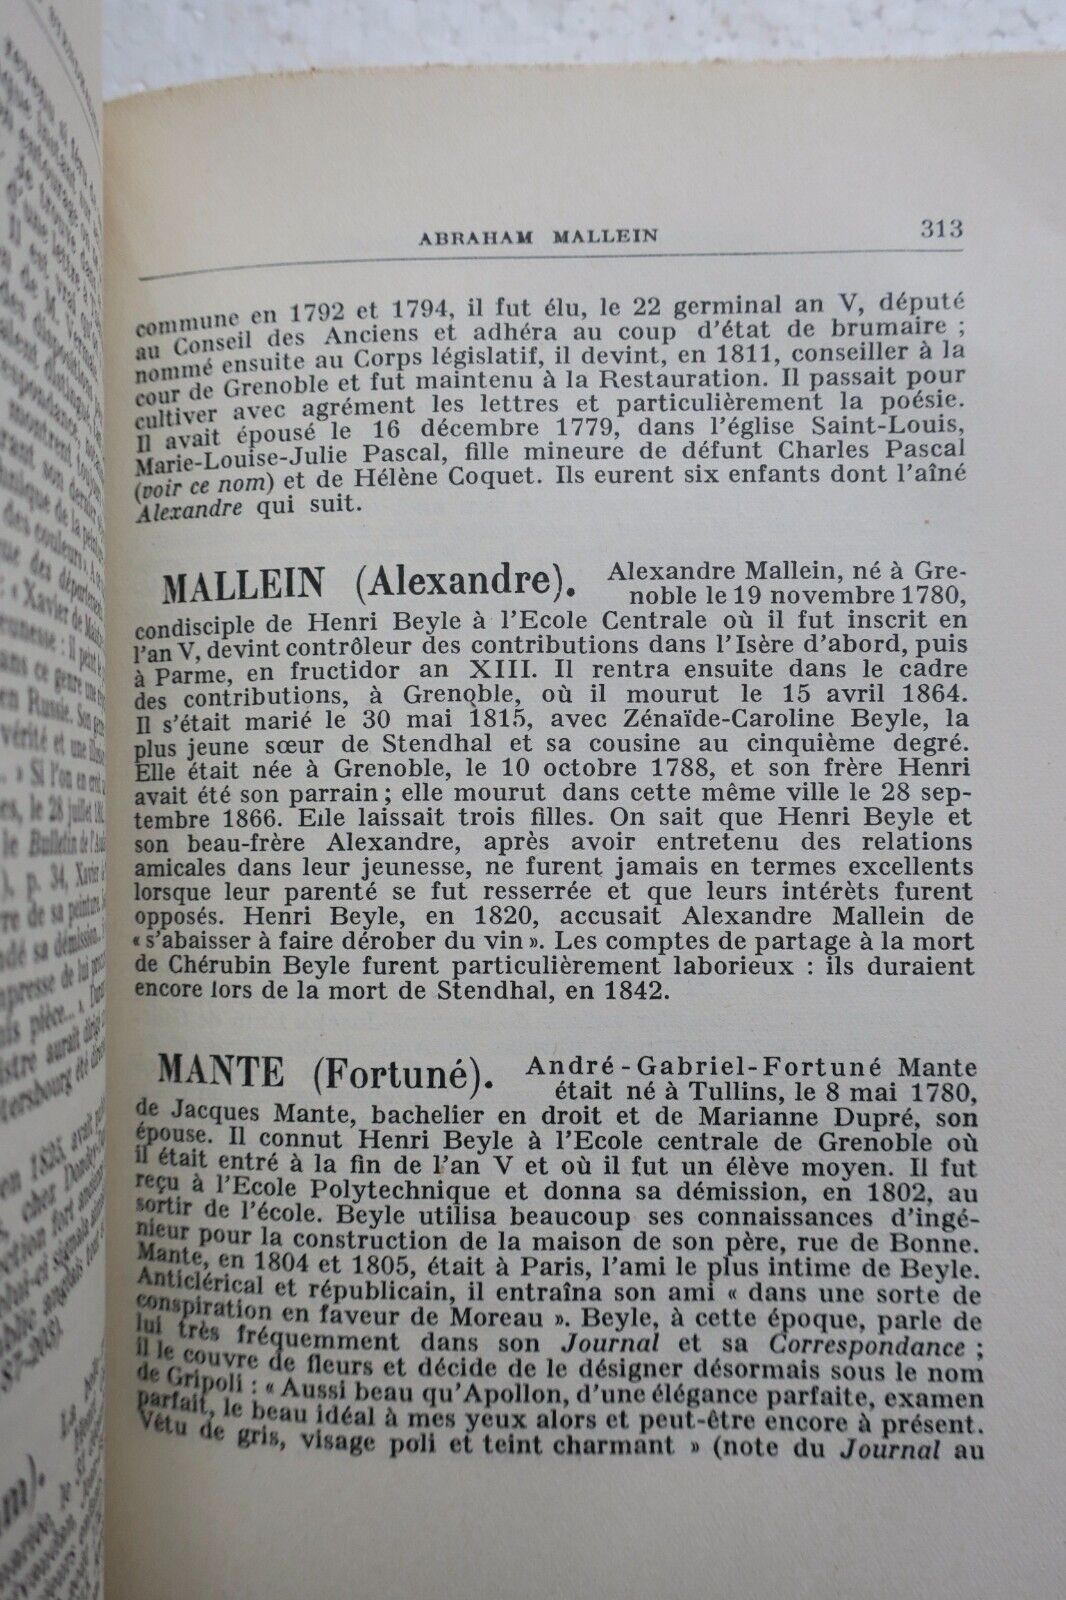 ABRAHAM MALLEIN 313
commune en 1792 et 1794, il fut élu, le 22 germinal an V, député
au Conseil des Anciens et adhéra au coup d'état de brumaire ;
nommé ensuite au Corps législatif, il devint, en 1811, conseiller à la
cour de Grenoble et fut maintenu à la Restauration. Il passait pour
cultiver avec agrément les lettres et particulièrement la poésie.
Il avait épousé le 16 décembre 1779, dans l'église Saint-Louis,
Marie-Louise-Julie Pascal, fille mineure de défunt Charles Pascal
(voir ce nom) et de Hélène Coquet. Ils eurent six enfants dont l'aîné
Alexandre qui suit.
MALLEIN (Alexandre). Alexandre Mallein, né à Gre-
noble le 19 novembre 1780,
condisciple de Henri Beyle à l'Ecole Centrale où il fut inscrit en
l'an V, devint contrôleur des contributions dans l'Isère d'abord, puis
à Parme, en fructidor an XIII. Il rentra ensuite dans le cadre
des contributions, à Grenoble, où il mourut le 15 avril 1864.
Il s'était marié le 30 mai 1815, avec Zénaïde-Caroline Beyle, la
plus jeune sœur de Stendhal et sa cousine au cinquième degré.
Elle était née à Grenoble, le 10 octobre 1788, et son frère Henri
avait été son parrain ; elle mourut dans cette même ville le 28 sep-
tembre 1866. Elle laissait trois filles. On sait que Henri Beyle et
son beau-frère Alexandre, après avoir entretenu des relations
amicales dans leur jeunesse, ne furent jamais en termes excellents
lorsque leur parenté se fut resserrée et que leurs intérèts furent
opposés. Henri Beyle, en 1820, accusait Alexandre Mallein de
« s'abaisser à faire dérober du vin ». Les comptes de partage à la mort
de Chérubin Beyle furent particulièrement laborieux : ils duraient
encore lors de la mort de Stendhal, en 1842.
MANTE (Fortuné). André-Gabriel-Fortuné Mante
était né à Tullins, le 8 mai 1780,
de Jacques Mante, bachelier en droit et de Marianne Dupré, son
épouse. Il connut Henri Beyle à l'Ecole centrale de Grenoble où
il était entré à la fin de l'an V et où il fut un élève moyen. Il fut
reçu à l'Ecole Polytechnique et donna sa démission, en 1802, au
sortir de l'école. Beyle utilisa beaucoup ses connaissances d'ingé-
nieur pour la construction de la maison de son père, rue de Bonne.
Mante, en 1804 et 1805, était à Paris, l'ami le plus intime de Beyle.
Anticlérical et républicain, il entraîna son ami « dans une sorte de
conspiration en faveur de Moreau ». Beyle, à cette époque, parle de
lui très fréquemment dans son Journal et sa Correspondance ;
il le couvre de fleurs et décide de le désigner désormais sous le nom
de Gripoli : « Aussi beau qu'Apollon, d'une élégance parfaite, examen
parfait, le beau idéal à mes yeux alors et peut-être encore à présent.
Vêtu de gris, visage poli et teint charmant » (note du Journal au